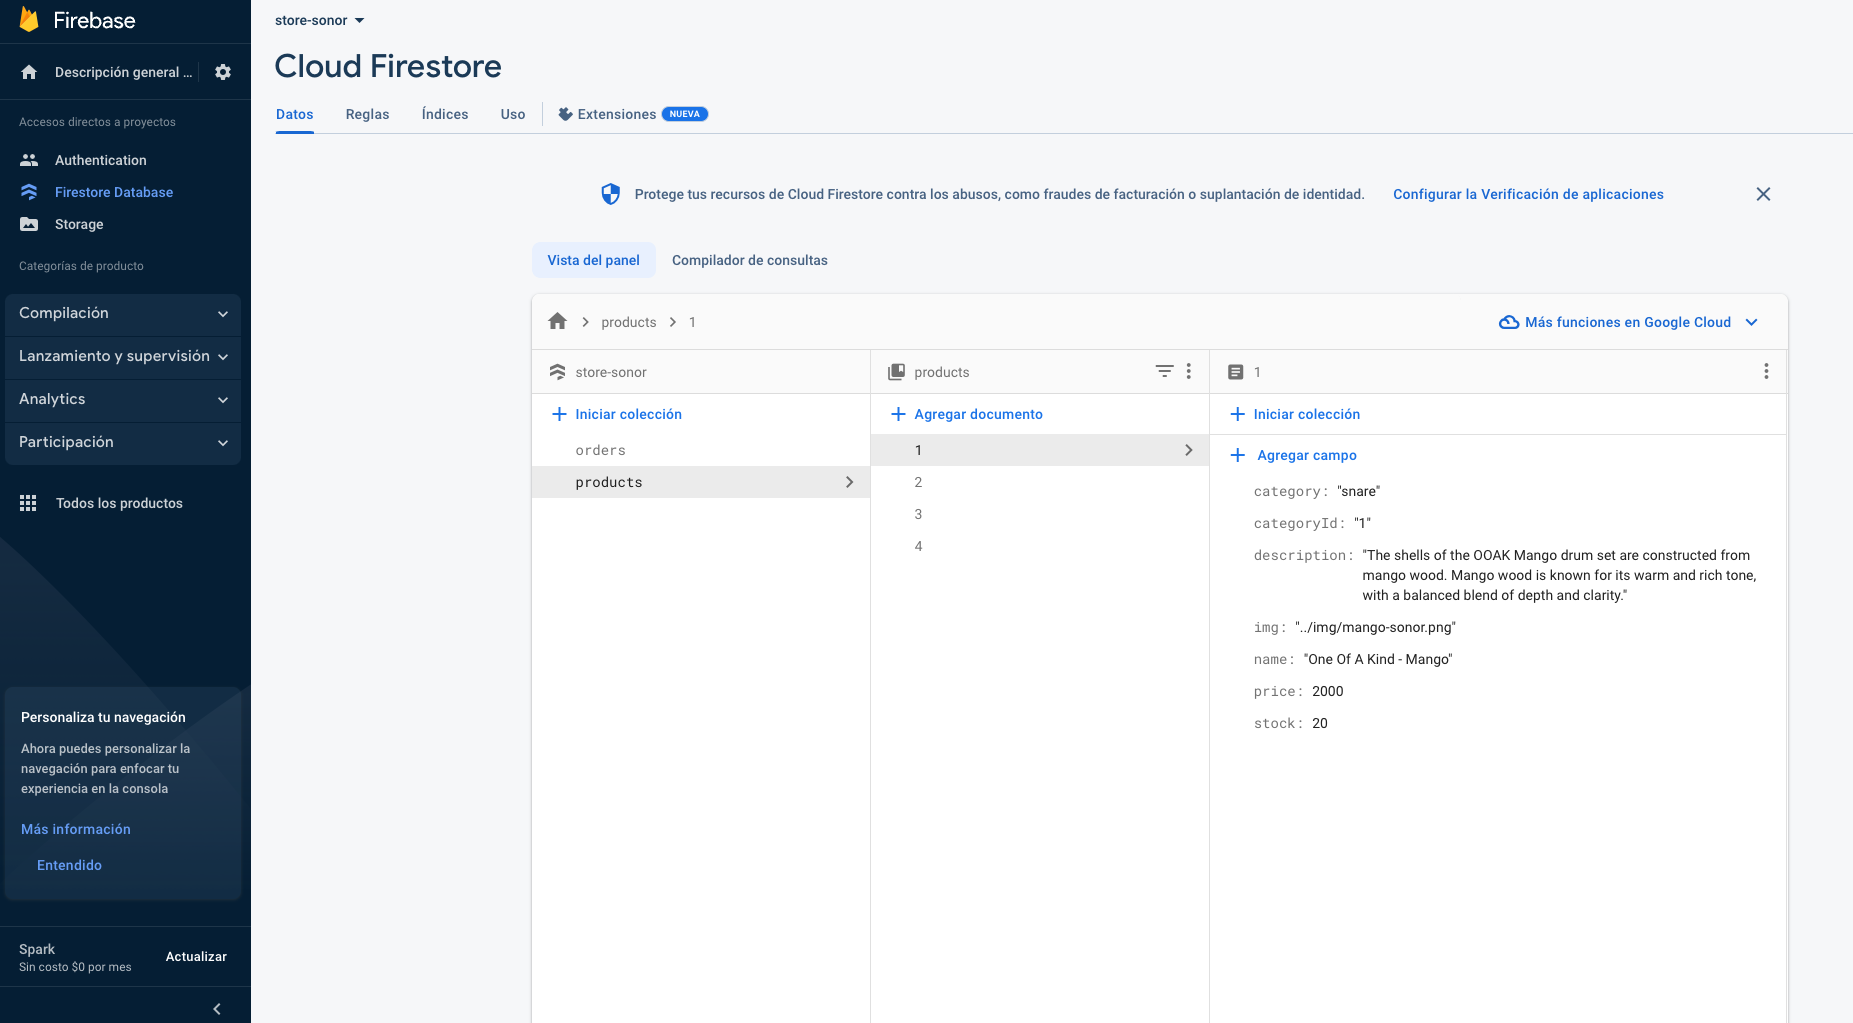 Firebase
Descripción general ...
Accesos directos a proyectos
Authentication
Firestore Database
Storage
Categorías de producto
Compilación
Lanzamiento y supervisión
Analytics
Participación
Todos los productos
Personaliza tu navegación
Ahora puedes personalizar la
navegación para enfocar tu
experiencia en la consola
Más información
Entendido
Spark
Sin costo $0 por mes
Actualizar
store-sonor
Cloud Firestore
Datos Reglas Índices Uso Extensiones NUEVA
Protege tus recursos de Cloud Firestore contra los abusos, como fraudes de facturación o suplantación de identidad. Configurar la Verificación de aplicaciones
Vista del panel Compilador de consultas
products 1
Más funciones en Google Cloud
store-sonor
Iniciar colección
orders
products
products
Agregar documento
1
2
3
4
1
Iniciar colección
Agregar campo
category: "snare"
categoryId: "1"
description: "The shells of the OOAK Mango drum set are constructed from
mango wood. Mango wood is known for its warm and rich tone,
with a balanced blend of depth and clarity."
img: "../img/mango-sonor.png"
name: "One Of A Kind - Mango"
price: 2000
stock: 20